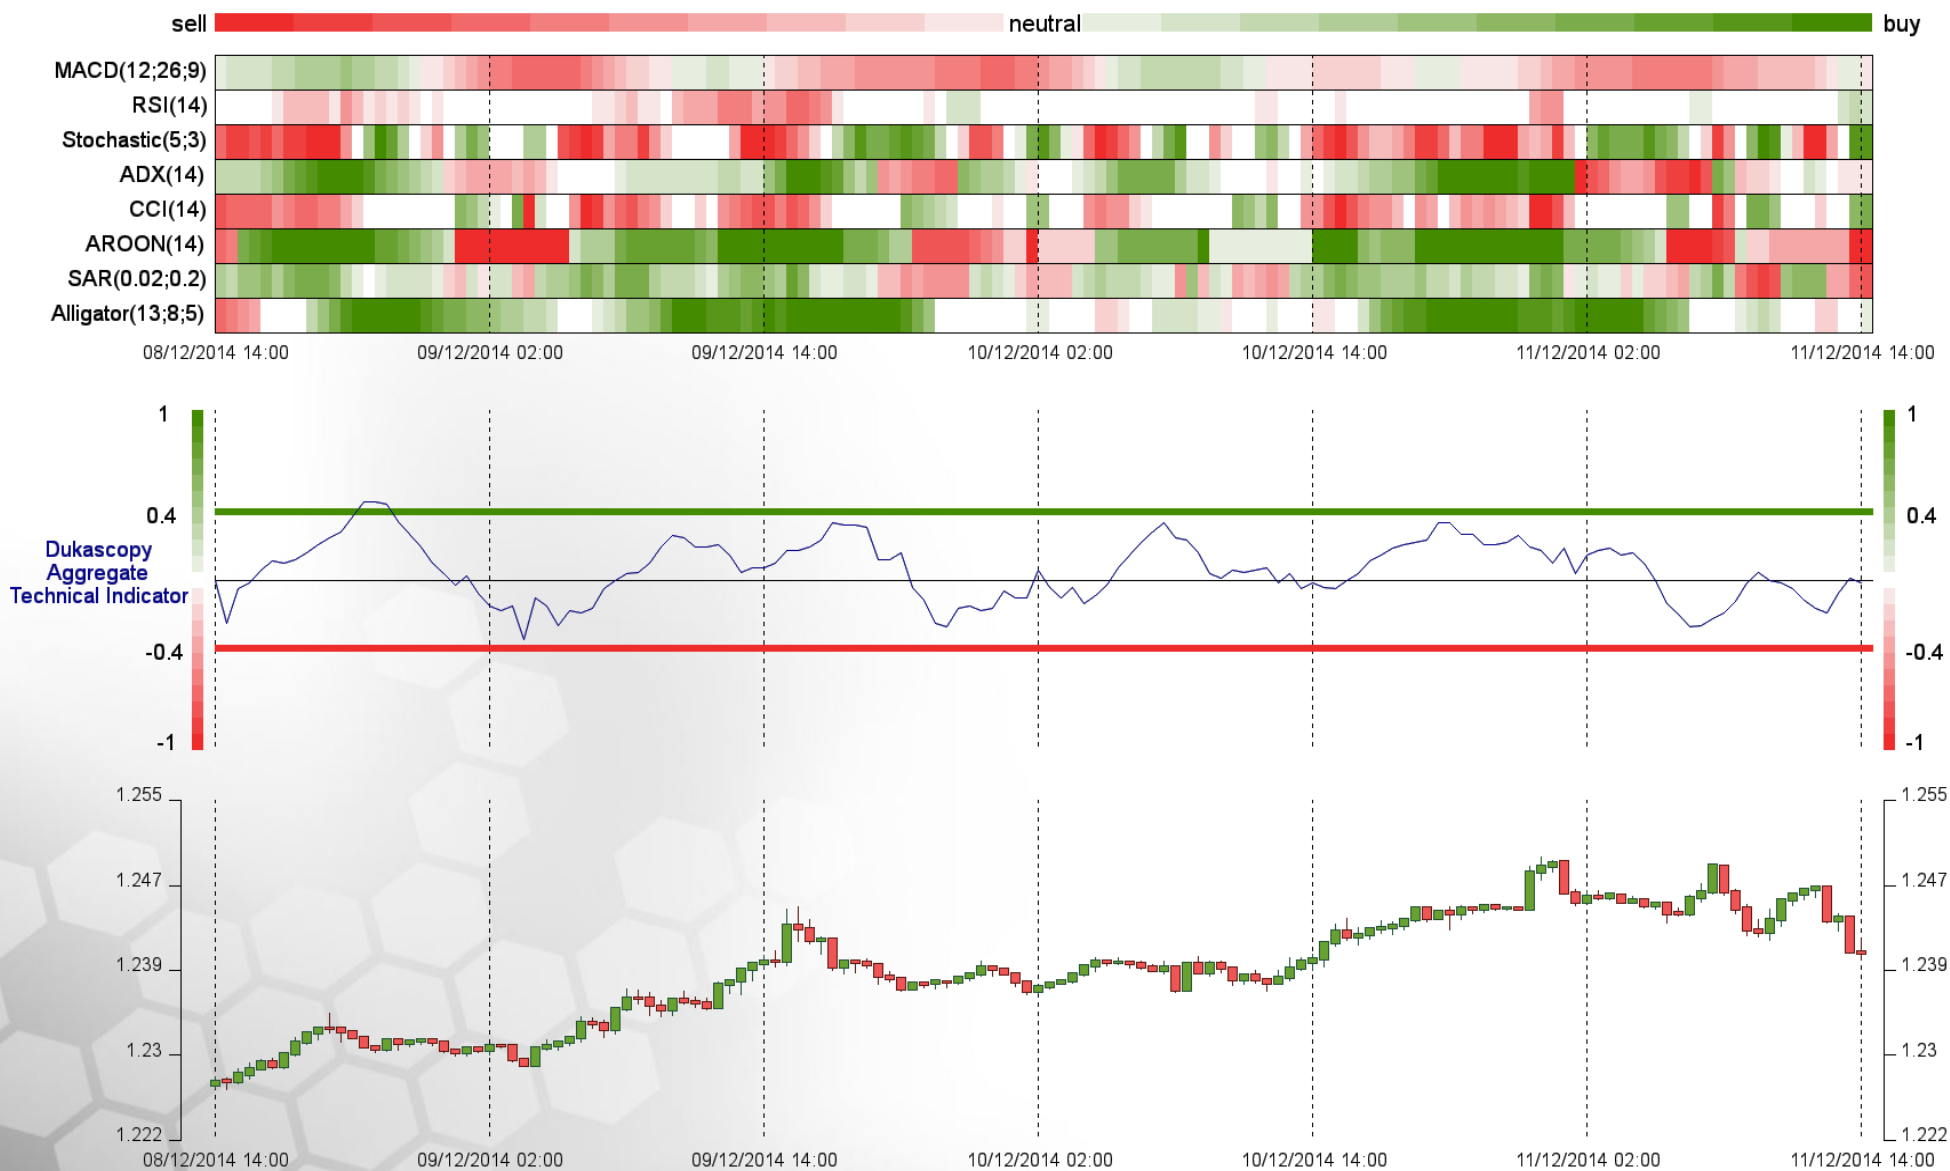 sell neutral buy
MACD(12;26;9)
RSI(14)
Stochastic(5;3)
ADX(14)
CCI(14)
AROON(14)
SAR(0.02;0.2)
Alligator(13;8;5)
08/12/2014 14:00 09/12/2014 02:00 09/12/2014 14:00 10/12/2014 02:00 10/12/2014 14:00 11/12/2014 02:00 11/12/2014 14:00
1 1
0.4 0.4
Dukascopy
Aggregate
Technical Indicator
-0.4 -0.4
-1 -1
1.255 1.255
1.247 1.247
1.239 1.239
1.23 1.23
1.222 1.222
08/12/2014 14:00 09/12/2014 02:00 09/12/2014 14:00 10/12/2014 02:00 10/12/2014 14:00 11/12/2014 02:00 11/12/2014 14:00